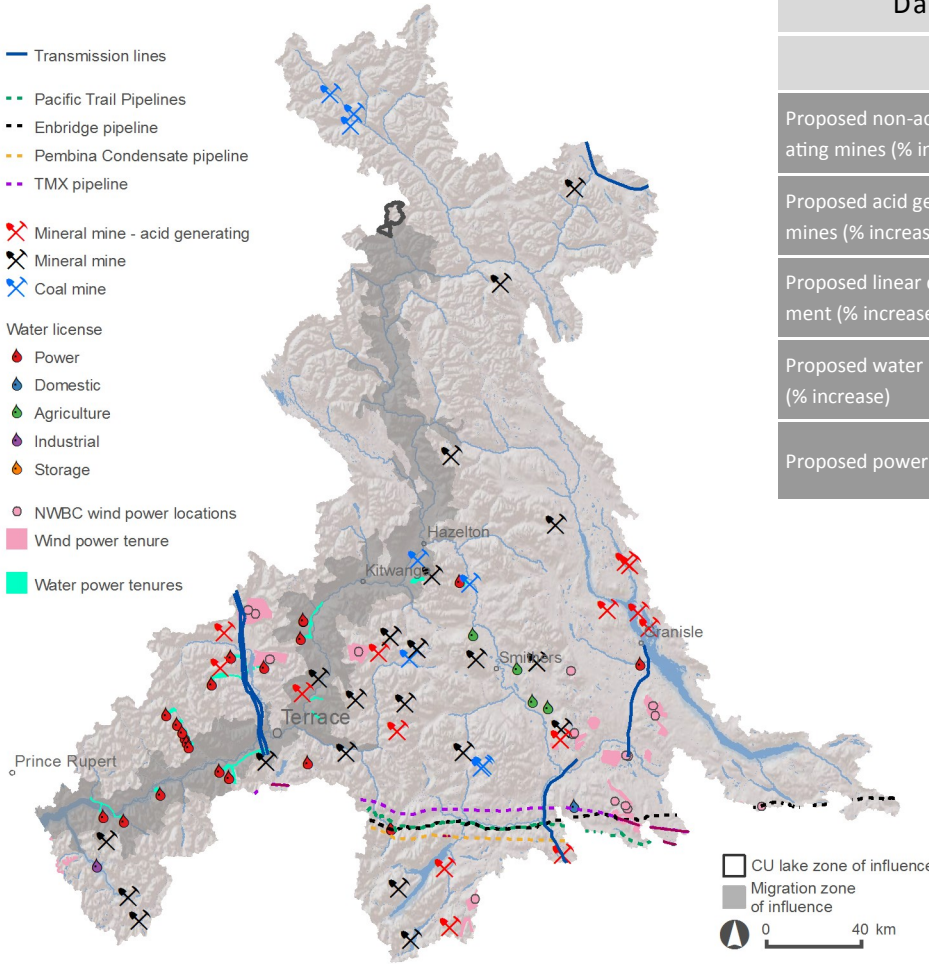 Transmission lines
Pacific Trail Pipelines
Enbridge pipeline
Pembina Condensate pipeline
TMX pipeline
Mineral mine - acid generating
Mineral mine
Coal mine
Water license
Power
Domestic
Agriculture
Industrial
Storage
NWBC wind power locations
Wind power tenure
Water power tenures
Hazelton
Kitwanga
Granisle
Smithers
Terrace
Prince Rupert
CU lake zone of influence
Migration zone
of influence
0 40 km
Da
Proposed non-ac
ating mines (% in
Proposed acid ge
mines (% increas
Proposed linear
ment (% increase
Proposed water
(% increase)
Proposed power